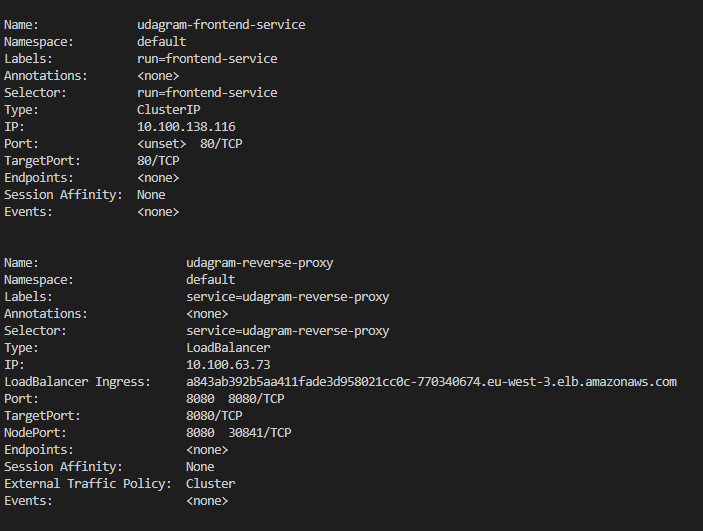 Name: udagram-frontend-service
Namespace: default
Labels: run=frontend-service
Annotations: <none>
Selector: run=frontend-service
Type: ClusterIP
IP: 10.100.138.116
Port: <unset> 80/TCP
TargetPort: 80/TCP
Endpoints: <none>
Session Affinity: None
Events: <none>
Name: udagram-reverse-proxy
Namespace: default
Labels: service=udagram-reverse-proxy
Annotations: <none>
Selector: service=udagram-reverse-proxy
Type: LoadBalancer
IP: 10.100.63.73
LoadBalancer Ingress: a843ab392b5aa411fade3d958021cc0c-770340674.eu-west-3.elb.amazonaws.com
Port: 8080 8080/TCP
TargetPort: 8080/TCP
NodePort: 8080 30841/TCP
Endpoints: <none>
Session Affinity: None
External Traffic Policy: Cluster
Events: <none>